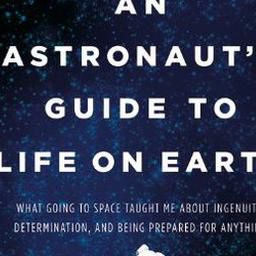 AN
ASTRONAUT'
GUIDE TO
LIFE ON EART
WHAT GOING TO SPACE TAUGHT ME ABOUT INGENUIT
DETERMINATION, AND BEING PREPARED FOR ANYTHI